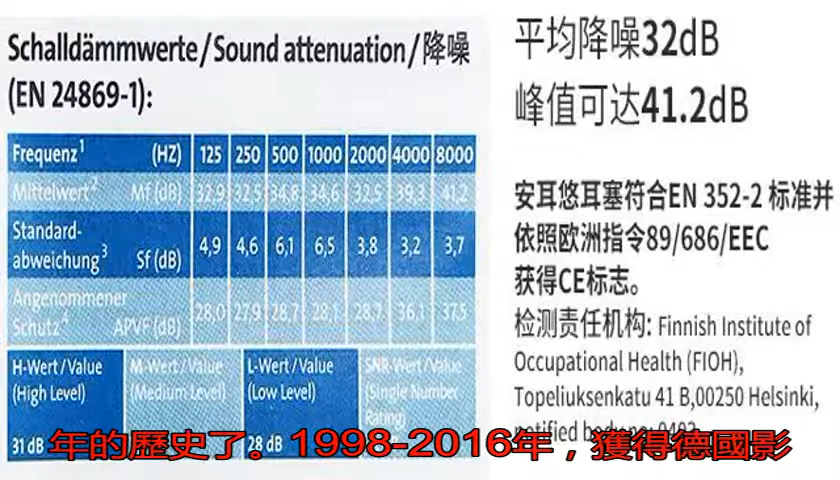 Schalldämmwerte/Sound attenuation/降噪
(EN 24869-1):
Frequenz¹ (HZ) 125 250 500 1000 2000 4000 8000
Mittelwert² Mf (dB) 32,9 32,5 34,8 34,6 32,5 39,3 41,2
Standard-
abweichung³ Sf (dB) 4,9 4,6 6,1 6,5 3,8 3,2 3,7
Angenommener
Schutz⁴ APVF (dB) 28,0 27,9 28,7 28,1 28,7 36,1 37,5
H-Wert/Value
(High Level)
31 dB
M-Wert/Value
(Medium Level)
L-Wert/Value
(Low Level)
28 dB
SNR-Wert/Value
(Single Number
Rating)
平均降噪32dB
峰值可达41.2dB
安耳悠耳塞符合EN 352-2 标准并
依照欧洲指令89/686/EEC
获得CE标志。
检测责任机构: Finnish Institute of
Occupational Health (FIOH),
Topeliuksenkatu 41 B,00250 Helsinki,
notified body no:
年的歷史了。1998-2016年，獲得德國影